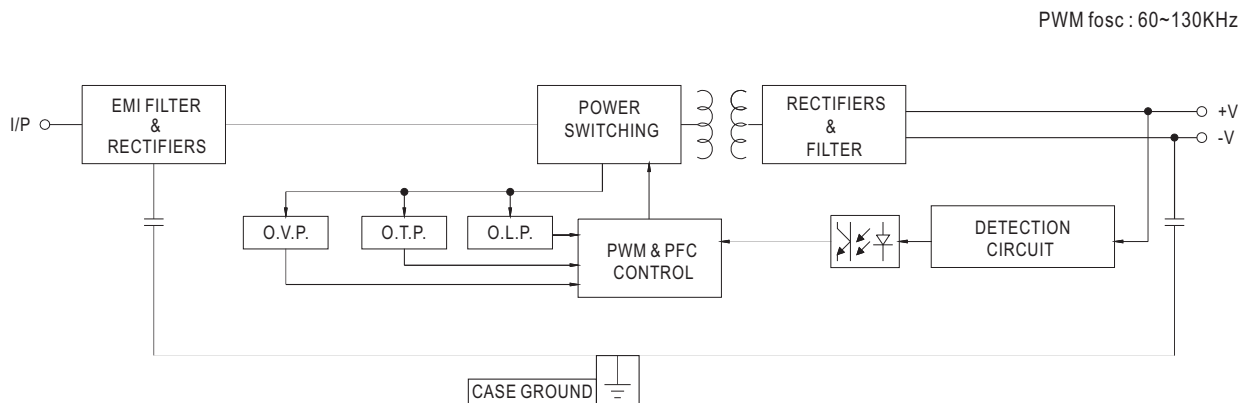 PWM fosc : 60~130KHz
I/P
EMI FILTER
&
RECTIFIERS
POWER
SWITCHING
RECTIFIERS
&
FILTER
+V
-V
O.V.P.
O.T.P.
O.L.P.
PWM & PFC
CONTROL
DETECTION
CIRCUIT
CASE GROUND